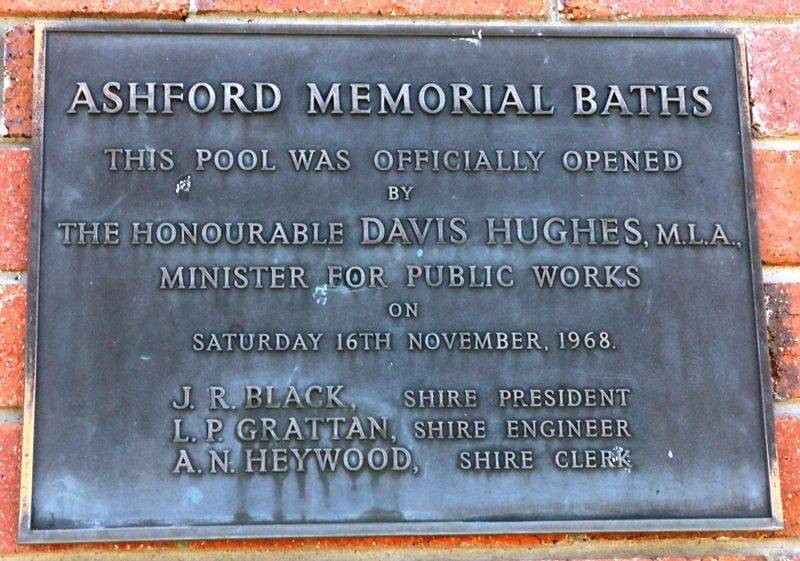 ASHFORD MEMORIAL BATHS
THIS POOL WAS OFFICIALLY OPENED
BY
THE HONOURABLE DAVIS HUGHES, M.L.A.,
MINISTER FOR PUBLIC WORKS
ON
SATURDAY 16TH NOVEMBER, 1968.
J. R. BLACK, SHIRE PRESIDENT
L. P. GRATTAN, SHIRE ENGINEER
A. N. HEYWOOD, SHIRE CLERK